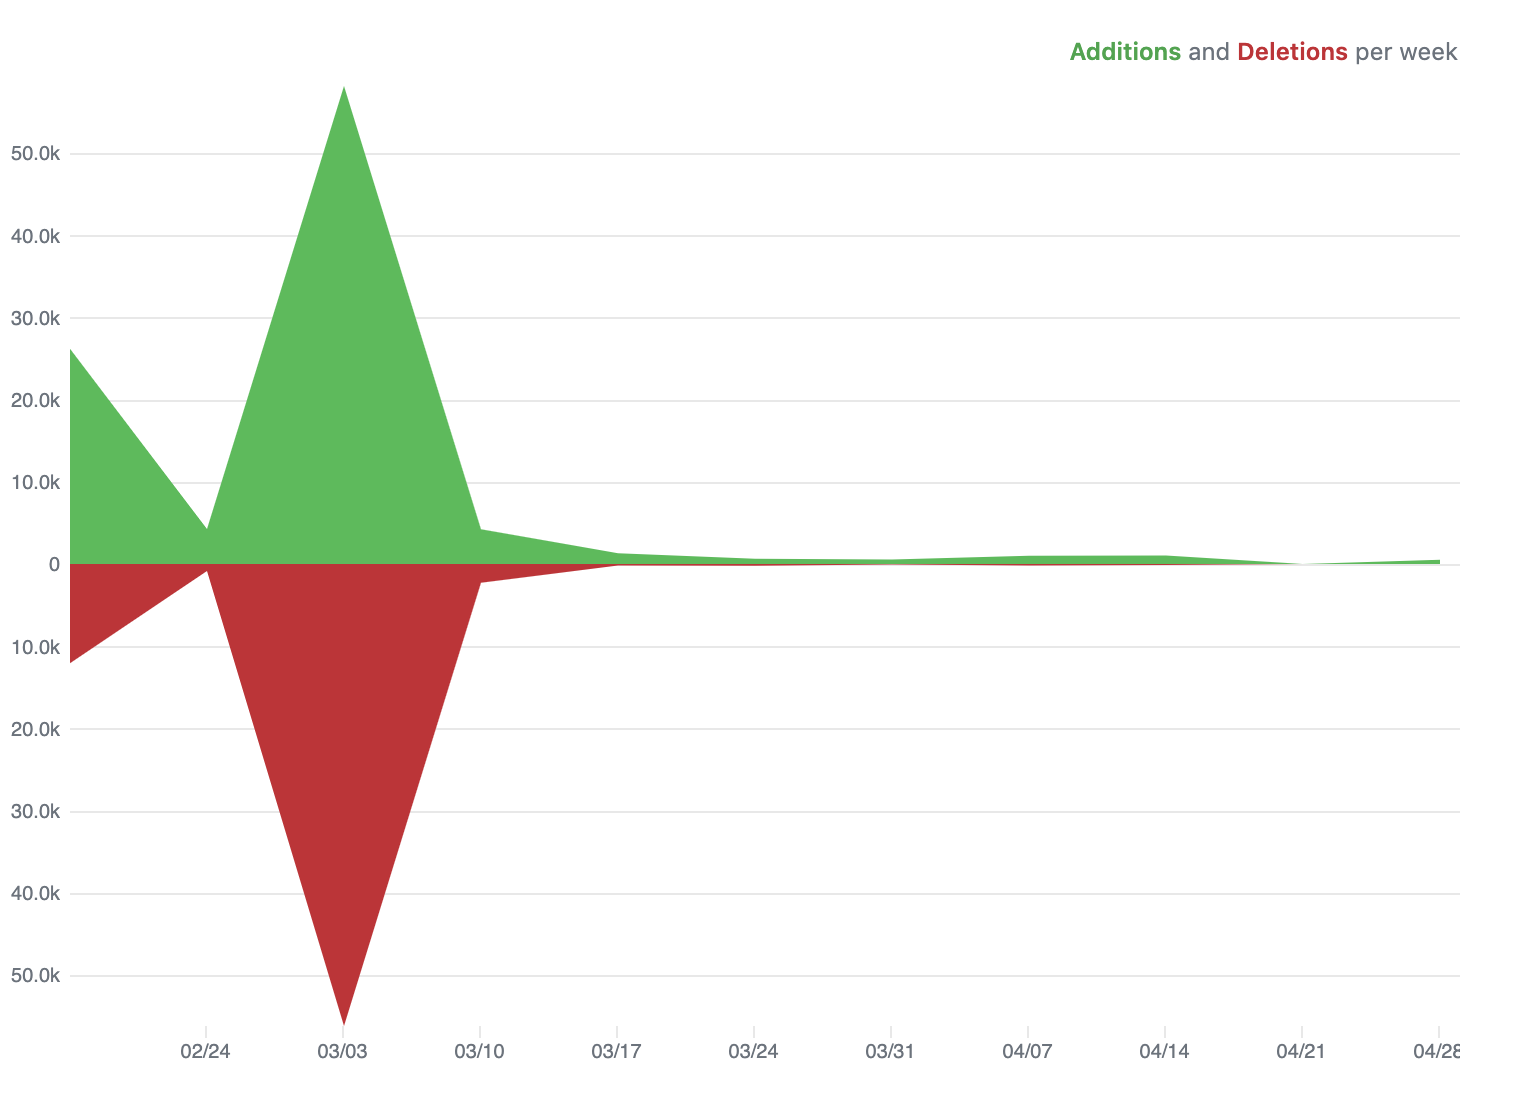 Additions and Deletions per week
50.0k
40.0k
30.0k
20.0k
10.0k
0
10.0k
20.0k
30.0k
40.0k
50.0k
02/24 03/03 03/10 03/17 03/24 03/31 04/07 04/14 04/21 04/28